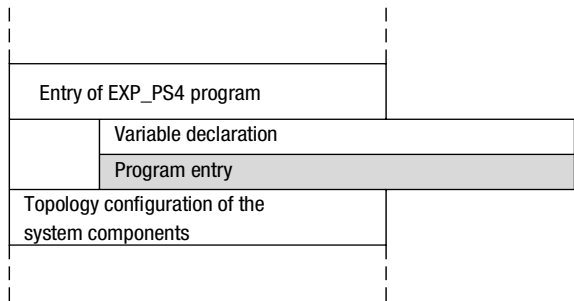 Entry of EXP_PS4 program
Variable declaration
Program entry
Topology configuration of the
system components